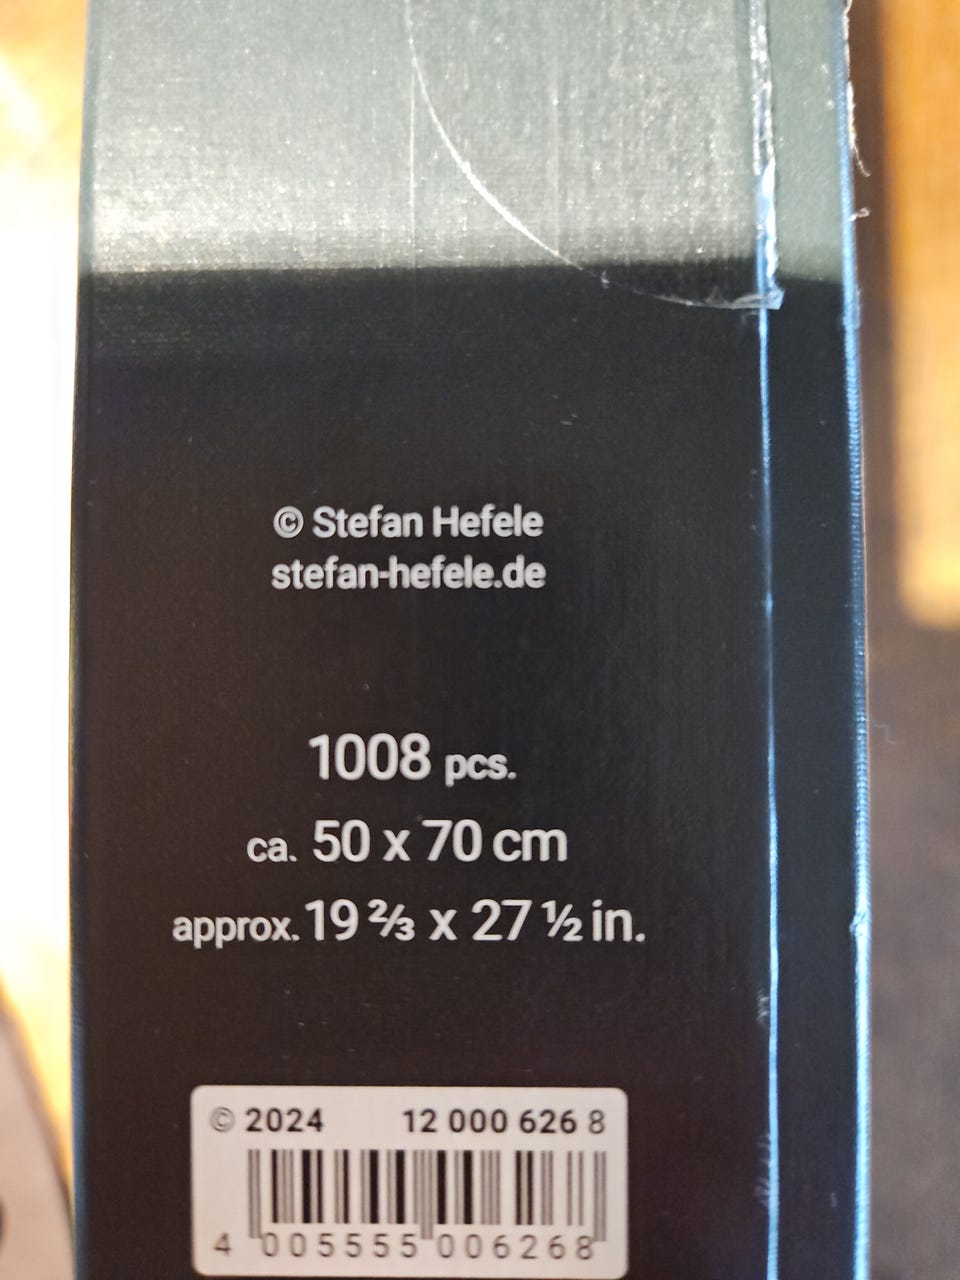 © Stefan Hefele
stefan-hefele.de
1008 pcs.
ca. 50 x 70 cm
approx. 19 ⅔ x 27 ½ in.
© 2024 12 000 626 8
4 005555 006268